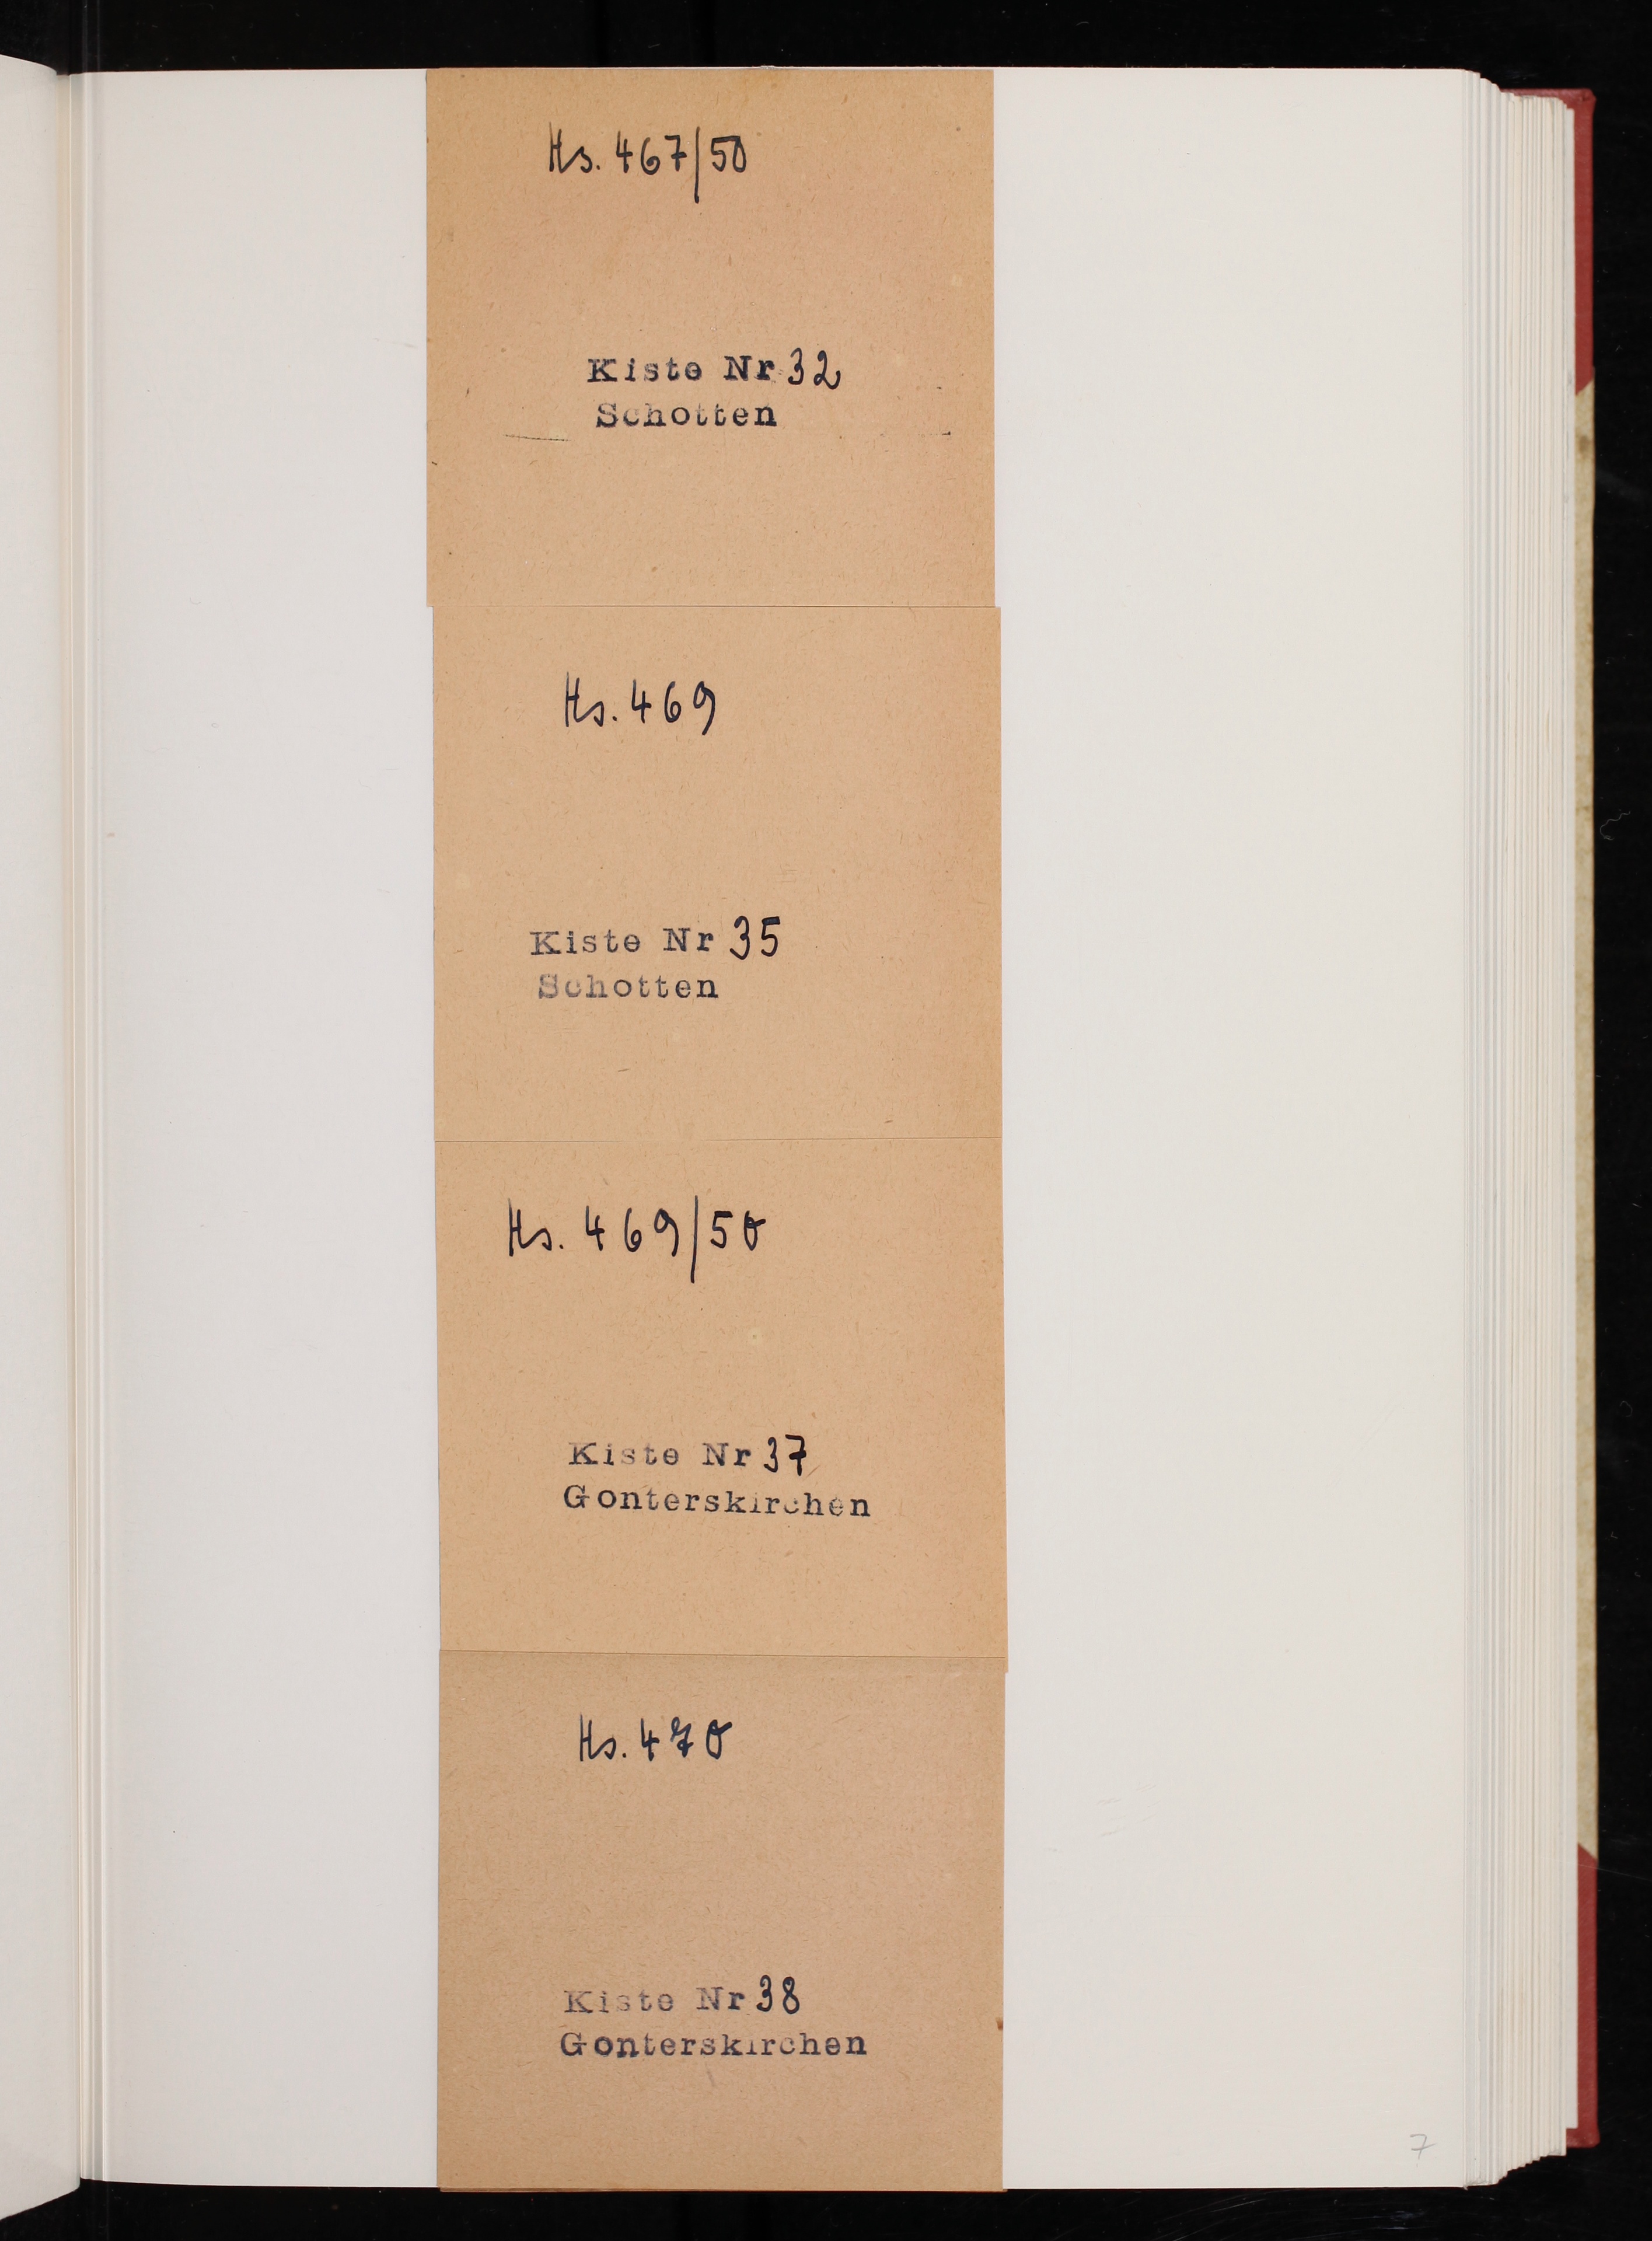 Hs. 467/50
Kiste Nr 32
Schotten
Hs. 469
Kiste Nr 35
Schotten
Hs. 469/50
Kiste Nr 37
Gonterskirchen
Hs. 470
Kiste Nr 38
Gonterskirchen
7